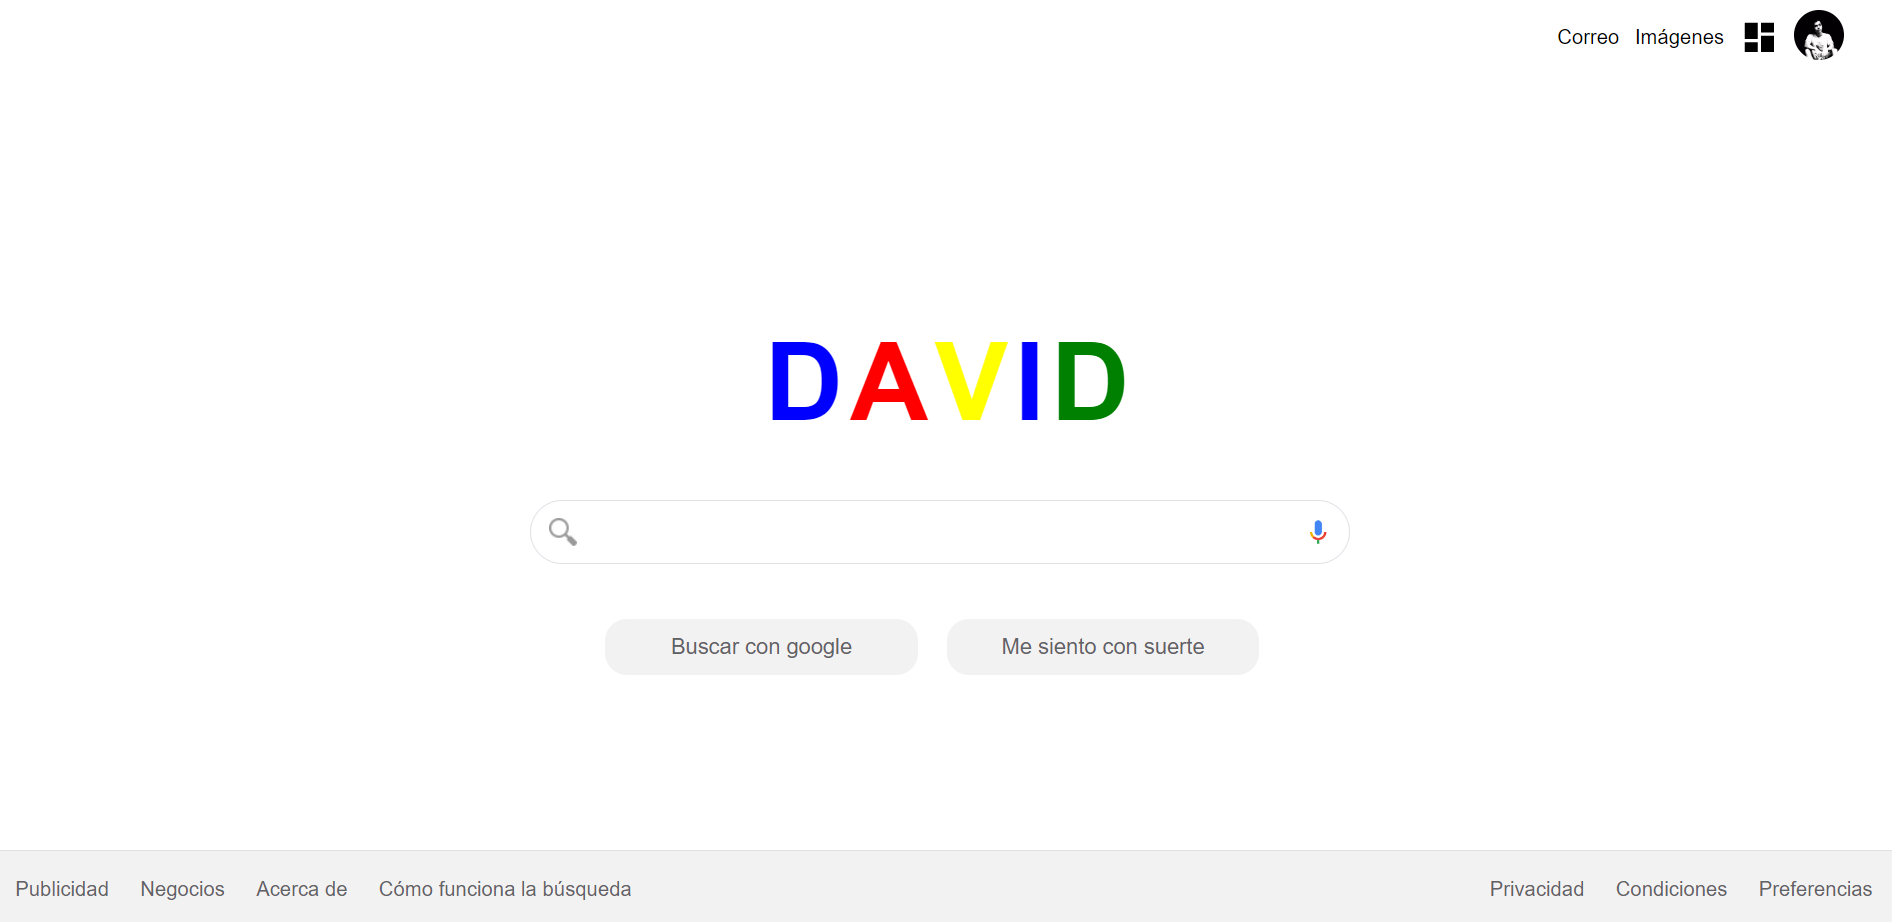 Correo Imágenes
DAVID
Buscar con google Me siento con suerte
Publicidad Negocios Acerca de Cómo funciona la búsqueda Privacidad Condiciones Preferencias